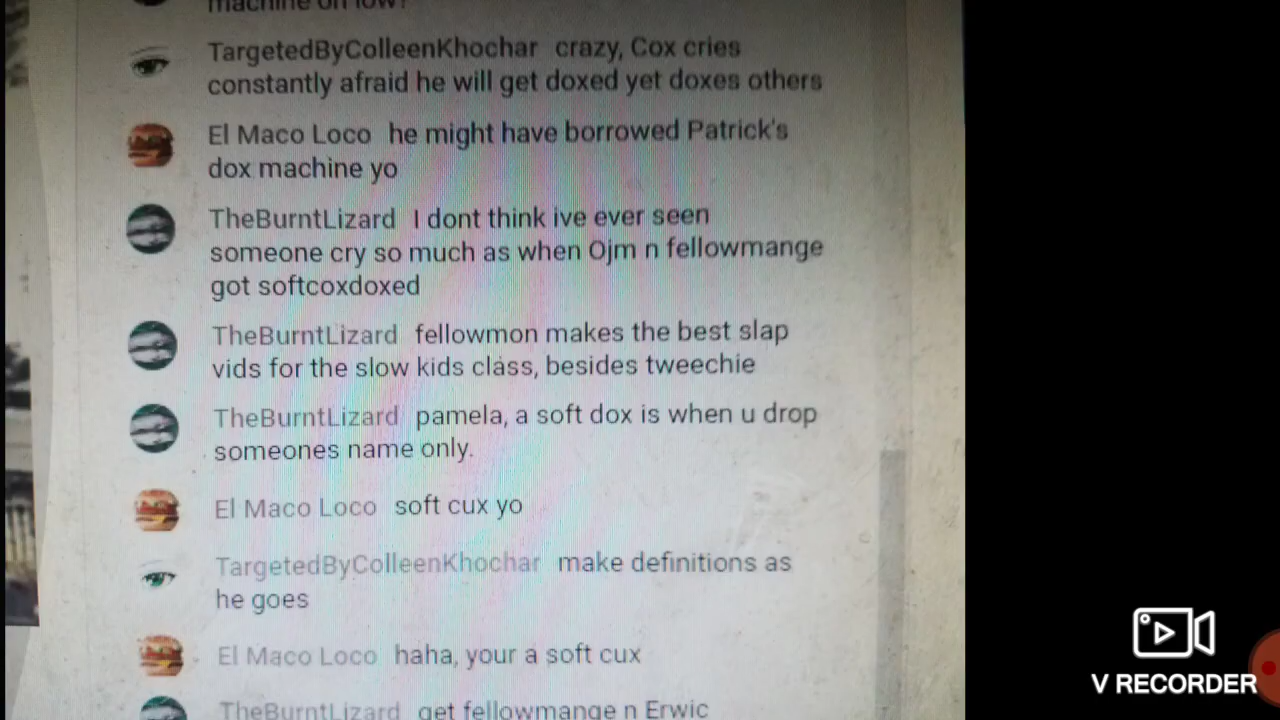 machine on low?
TargetedByColleenKhochar crazy, Cox cries
constantly afraid he will get doxed yet doxes others
El Maco Loco he might have borrowed Patrick's
dox machine yo
TheBurntLizard I dont think ive ever seen
someone cry so much as when Ojm n fellowmange
got softcoxdoxed
TheBurntLizard fellowmon makes the best slap
vids for the slow kids class, besides tweechie
TheBurntLizard pamela, a soft dox is when u drop
someones name only.
El Maco Loco soft cux yo
TargetedByColleenKhochar make definitions as
he goes
El Maco Loco haha, your a soft cux
TheBurntLizard get fellowmange n Erwic
V RECORDER